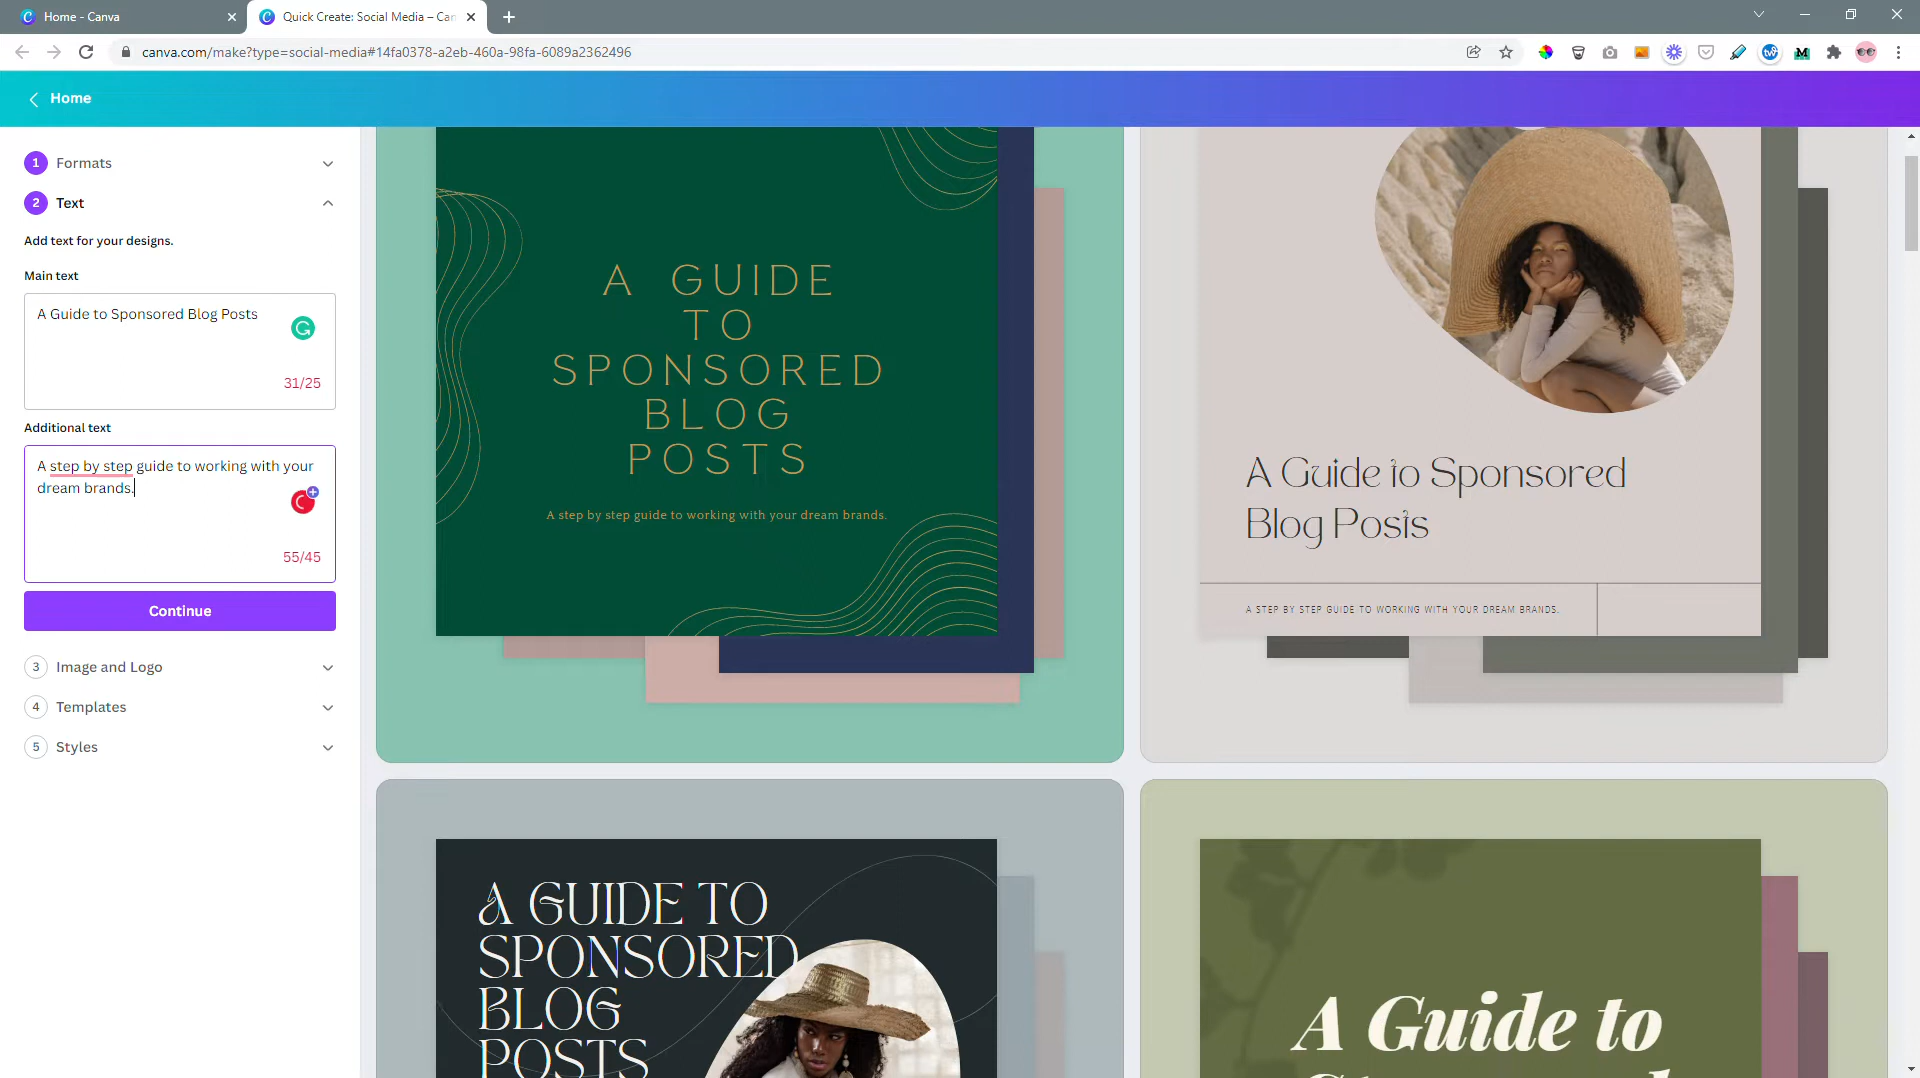 Home - Canva
Quick Create: Social Media – Can
canva.com/make?type=social-media#14fa0378-a2eb-460a-98fa-6089a2362496
Home
1 Formats
2 Text
Add text for your designs.
Main text
A Guide to Sponsored Blog Posts
31/25
Additional text
A step by step guide to working with your
dream brands.
55/45
Continue
3 Image and Logo
4 Templates
5 Styles
A GUIDE
TO
SPONSORED
BLOG
POSTS
A step by step guide to working with your dream brands.
A Guide to Sponsored
Blog Posts
A STEP BY STEP GUIDE TO WORKING WITH YOUR DREAM BRANDS.
A GUIDE TO
SPONSORED
BLOG
POSTS
A Guide to